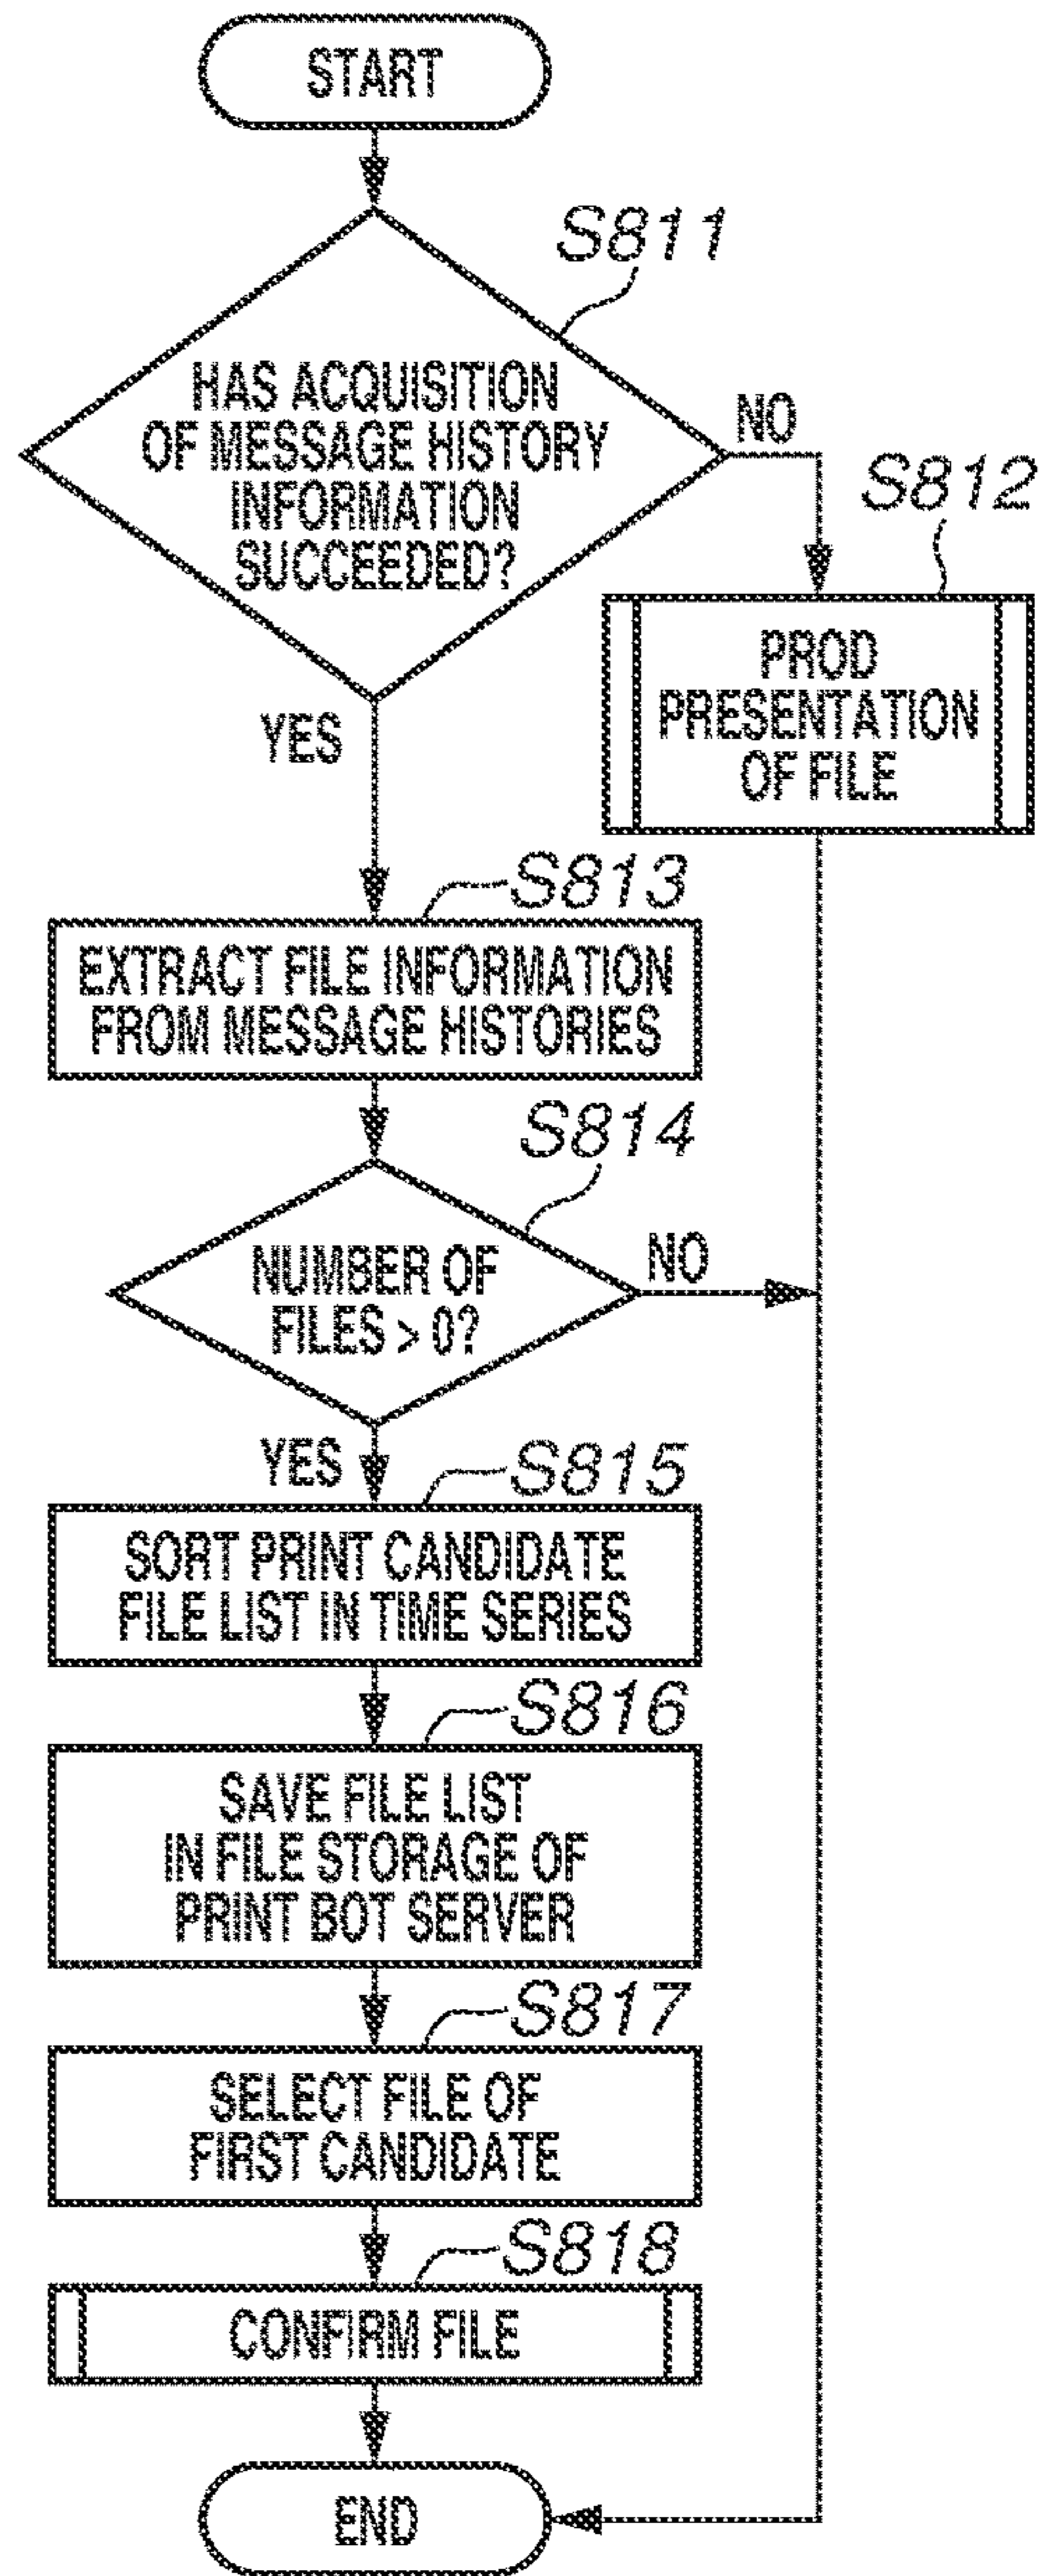 START
S811
HAS ACQUISITION
OF MESSAGE HISTORY
INFORMATION
SUCCEEDED?
NO
S812
PROD
PRESENTATION
OF FILE
YES
S813
EXTRACT FILE INFORMATION
FROM MESSAGE HISTORIES
S814
NUMBER OF
FILES > 0?
NO
YES
S815
SORT PRINT CANDIDATE
FILE LIST IN TIME SERIES
S816
SAVE FILE LIST
IN FILE STORAGE OF
PRINT BOT SERVER
S817
SELECT FILE OF
FIRST CANDIDATE
S818
CONFIRM FILE
END